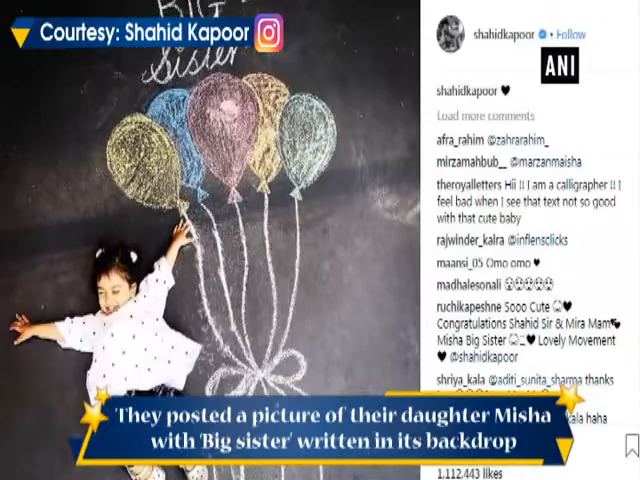 Courtesy: Shahid Kapoor
BIG
Sister
shahidkapoor • Follow
ANI
shahidkapoor
Load more comments
afra_rahim @zahrarahim_
mirzamahbub__ @marzanmaisha
theroyalletters Hii !! I am a calligrapher !! I
feel bad when I see that text not so good
with that cute baby
rajwinder_kalra @inflensclicks
maansi_05 Omo omo
madhalesonali
ruchikapeshne Sooo Cute
Congratulations Shahid Sir & Mira Mam
Misha Big Sister Lovely Movement
@shahidkapoor
shriya_kala @aditi_sunita_sharma thanks
kala haha
They posted a picture of their daughter Misha
with 'Big sister' written in its backdrop
1,112,443 likes